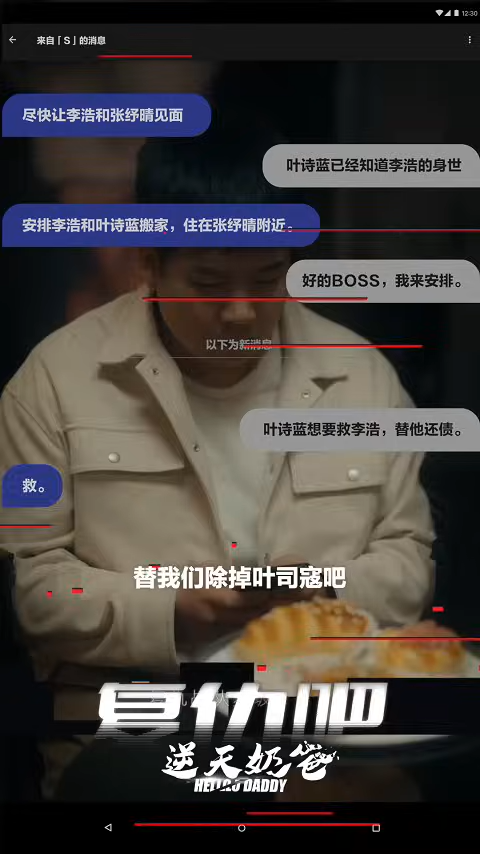 12:30
来自「S」的消息
尽快让李浩和张纾晴见面
叶诗蓝已经知道李浩的身世
安排李浩和叶诗蓝搬家，住在张纾晴附近。
好的BOSS，我来安排。
以下为新消息
叶诗蓝想要救李浩，替他还债。
救。
替我们除掉叶司寇吧
复仇吧
逆天奶爸
HELLO DADDY